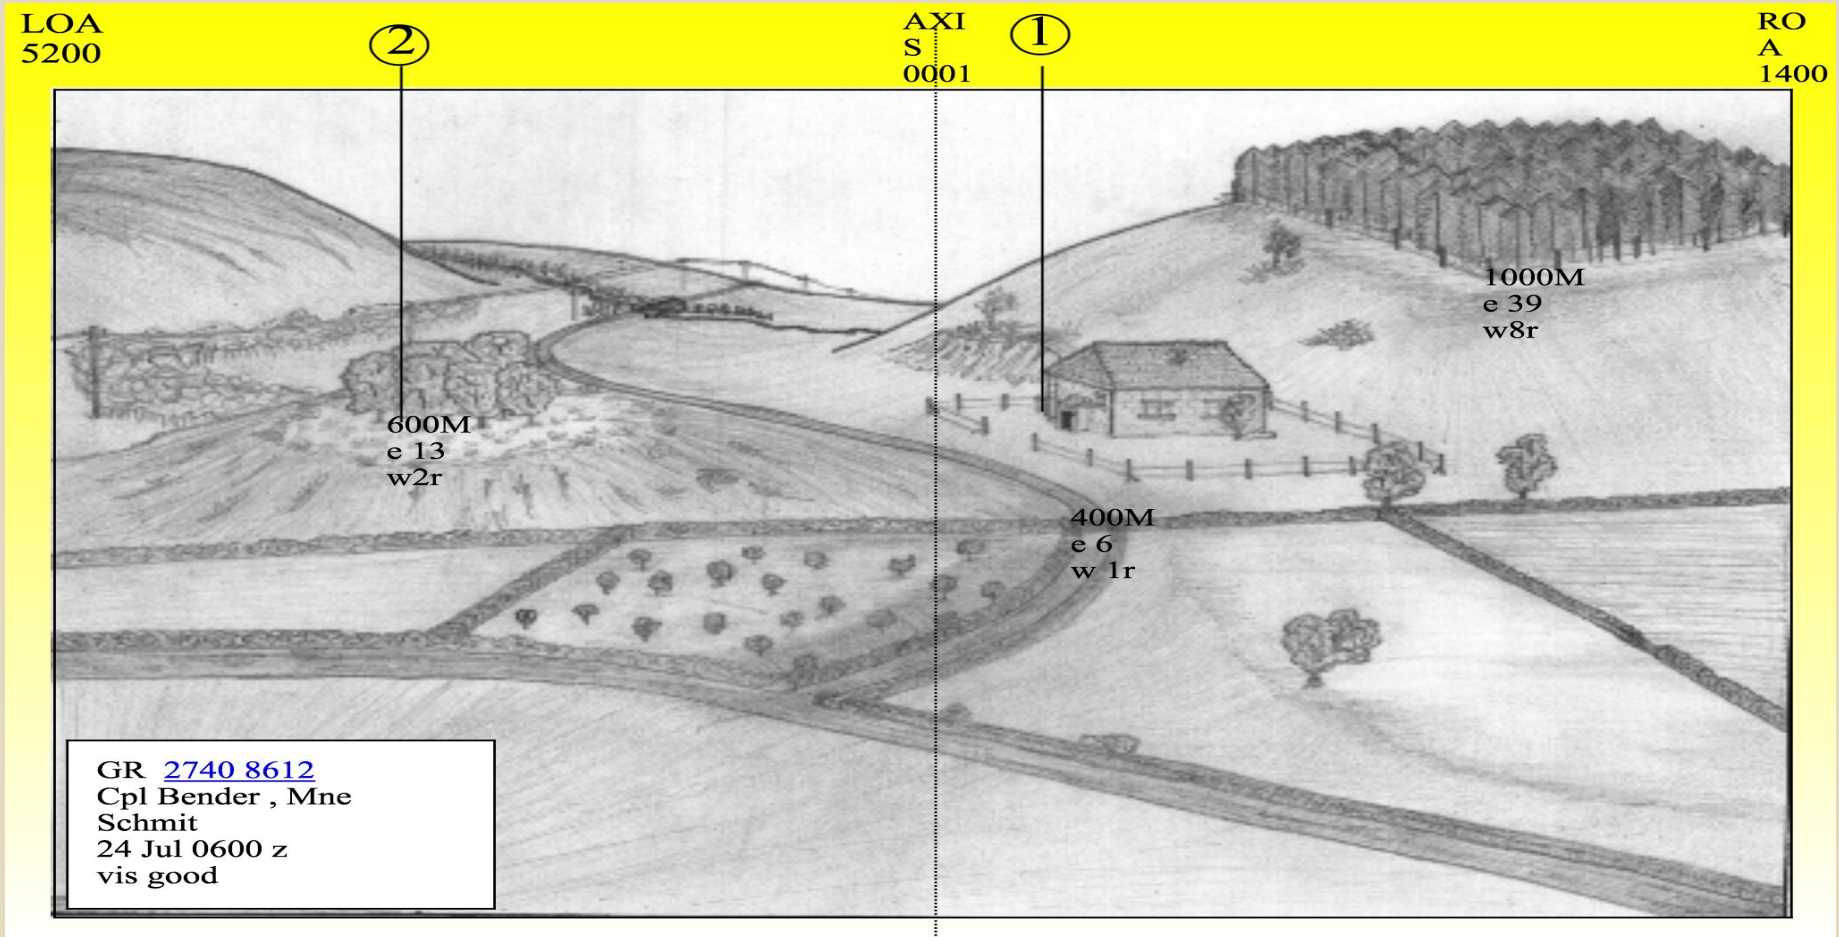 LOA
5200
2
AXI
S
0001
1
RO
A
1400
1000M
e 39
w8r
600M
e 13
w2r
400M
e 6
w 1r
GR 2740 8612
Cpl Bender , Mne
Schmit
24 Jul 0600 z
vis good